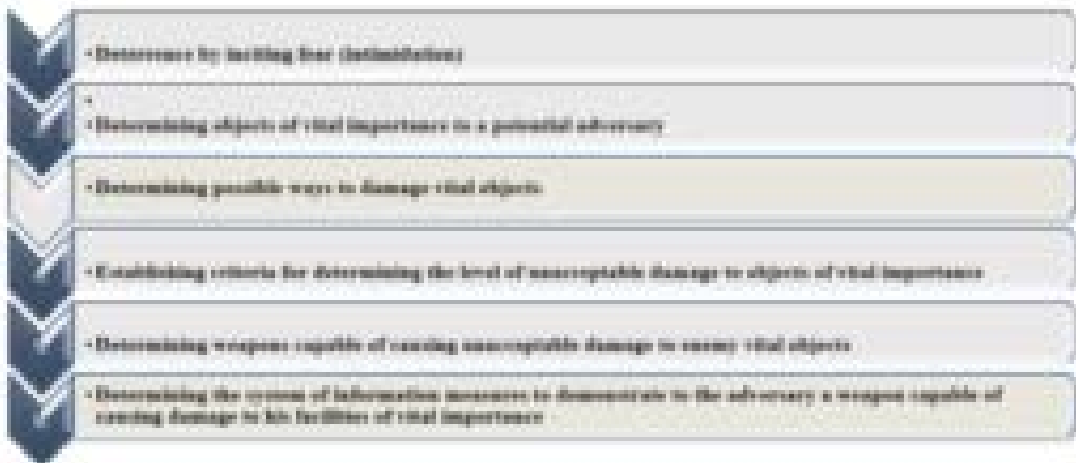 • Deterrence by inciting fear (intimidation)
•
• Determining objects of vital importance to a potential adversary
• Determining possible ways to damage vital objects
• Establishing criteria for determining the level of unacceptable damage to objects of vital importance
• Determining weapons capable of causing unacceptable damage to enemy vital objects
• Determining the system of information measures to demonstrate to the adversary a weapon capable of
causing damage to his facilities of vital importance